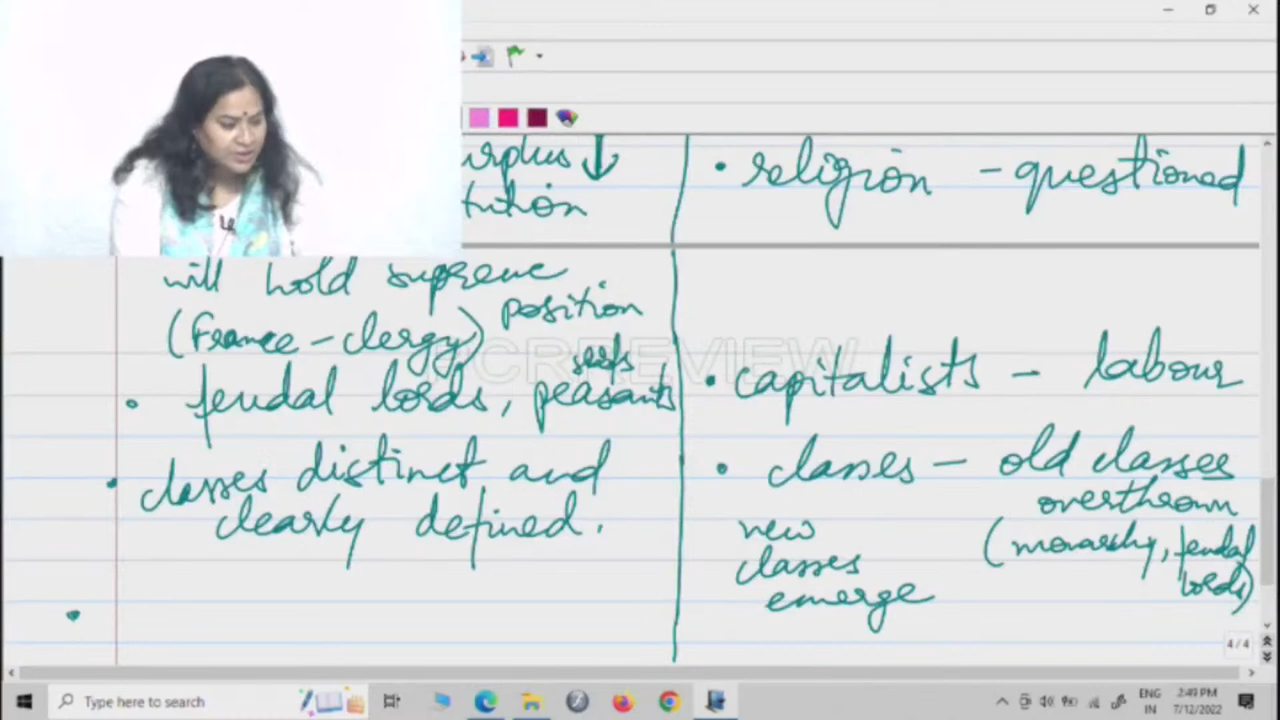 urplus ↓
tution
will hold supreme
position
(France - clergy)
serfs
• feudal lords, peasants
• classes distinct and
clearly defined.
•
• religion - questioned
• capitalists - labour
• classes - old classes
overthrown
new
(monarchy, feudal
classes
lords)
emerge
CRREVIEW
4 / 4
Type here to search
ENG
IN
2:49 PM
7/12/2022